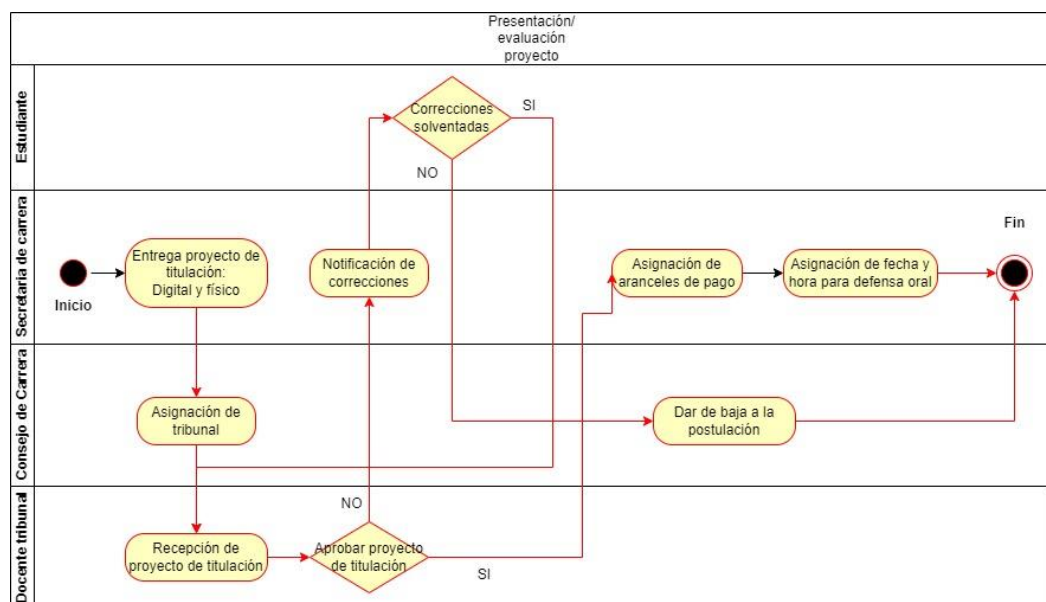 Presentación/
evaluación
proyecto
Estudiante
Correcciones
solventadas
SI
NO
Secretaria de carrera
Inicio
Entrega proyecto de
titulación:
Digital y físico
Notificación de
correcciones
Asignación de
aranceles de pago
Asignación de fecha y
hora para defensa oral
Fin
Consejo de Carrera
Asignación de
tribunal
Dar de baja a la
postulación
Docente tribunal
Recepción de
proyecto de titulación
NO
Aprobar proyecto
de titulación
SI